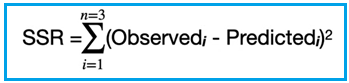 n=3
SSR =∑(Observedᵢ - Predictedᵢ)²
i=1